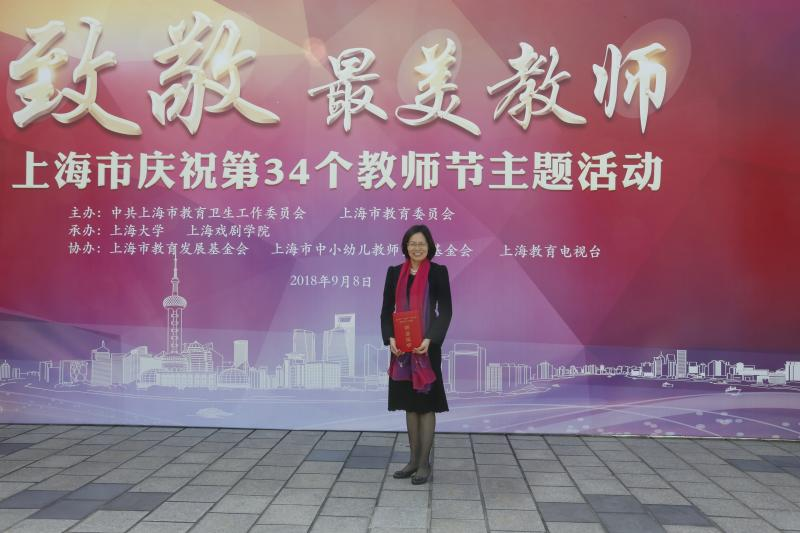 致敬 最美教师
上海市庆祝第34个教师节主题活动
主办：中共上海市教育卫生工作委员会 上海市教育委员会
承办：上海大学 上海戏剧学院
协办：上海市教育发展基金会 上海市中小幼儿教师 基金会 上海教育电视台
2018年9月8日